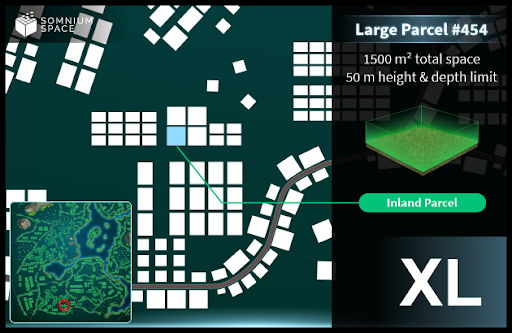 SOMNIUM
SPACE
Large Parcel #454
1500 m² total space
50 m height & depth limit
Inland Parcel
XL